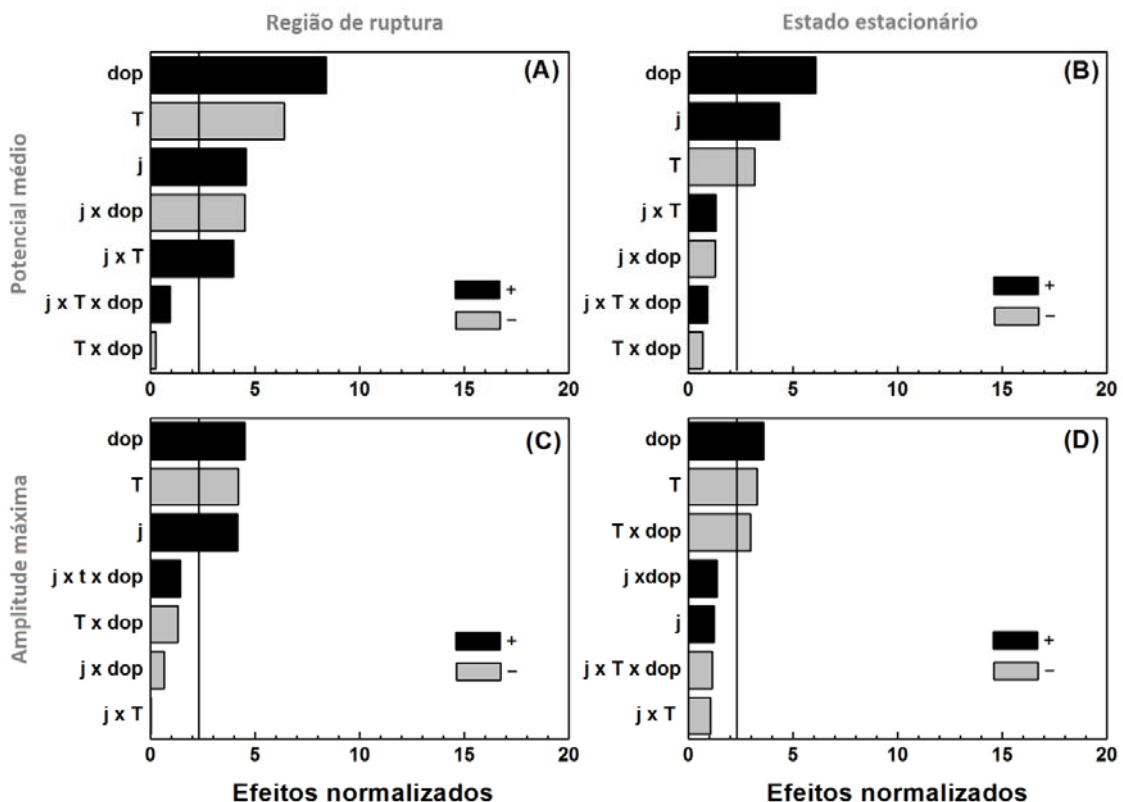 Região de ruptura
Estado estacionário
Potencial médio
(A)
dop
T
j
j x dop
j x T
j x T x dop
T x dop
+
−
0 5 10 15 20
(B)
dop
j
T
j x T
j x dop
j x T x dop
T x dop
+
−
0 5 10 15 20
Amplitude máxima
(C)
dop
T
j
j x t x dop
T x dop
j x dop
j x T
+
−
0 5 10 15 20
Efeitos normalizados
(D)
dop
T
T x dop
j xdop
j
j x T x dop
j x T
+
−
0 5 10 15 20
Efeitos normalizados